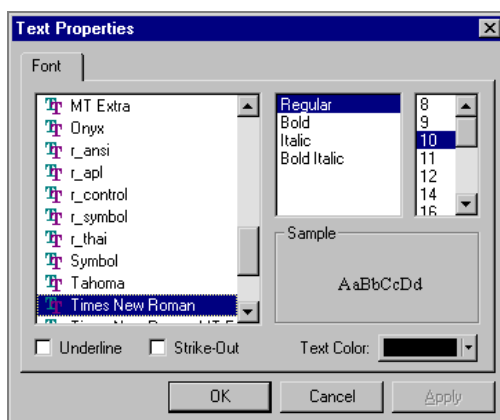 Text Properties
Font
MT Extra
Onyx
r_ansi
r_apl
r_control
r_symbol
r_thai
Symbol
Tahoma
Times New Roman
Regular
Bold
Italic
Bold Italic
8
9
10
11
12
14
16
Sample
AaBbCcDd
Underline
Strike-Out
Text Color:
OK
Cancel
Apply